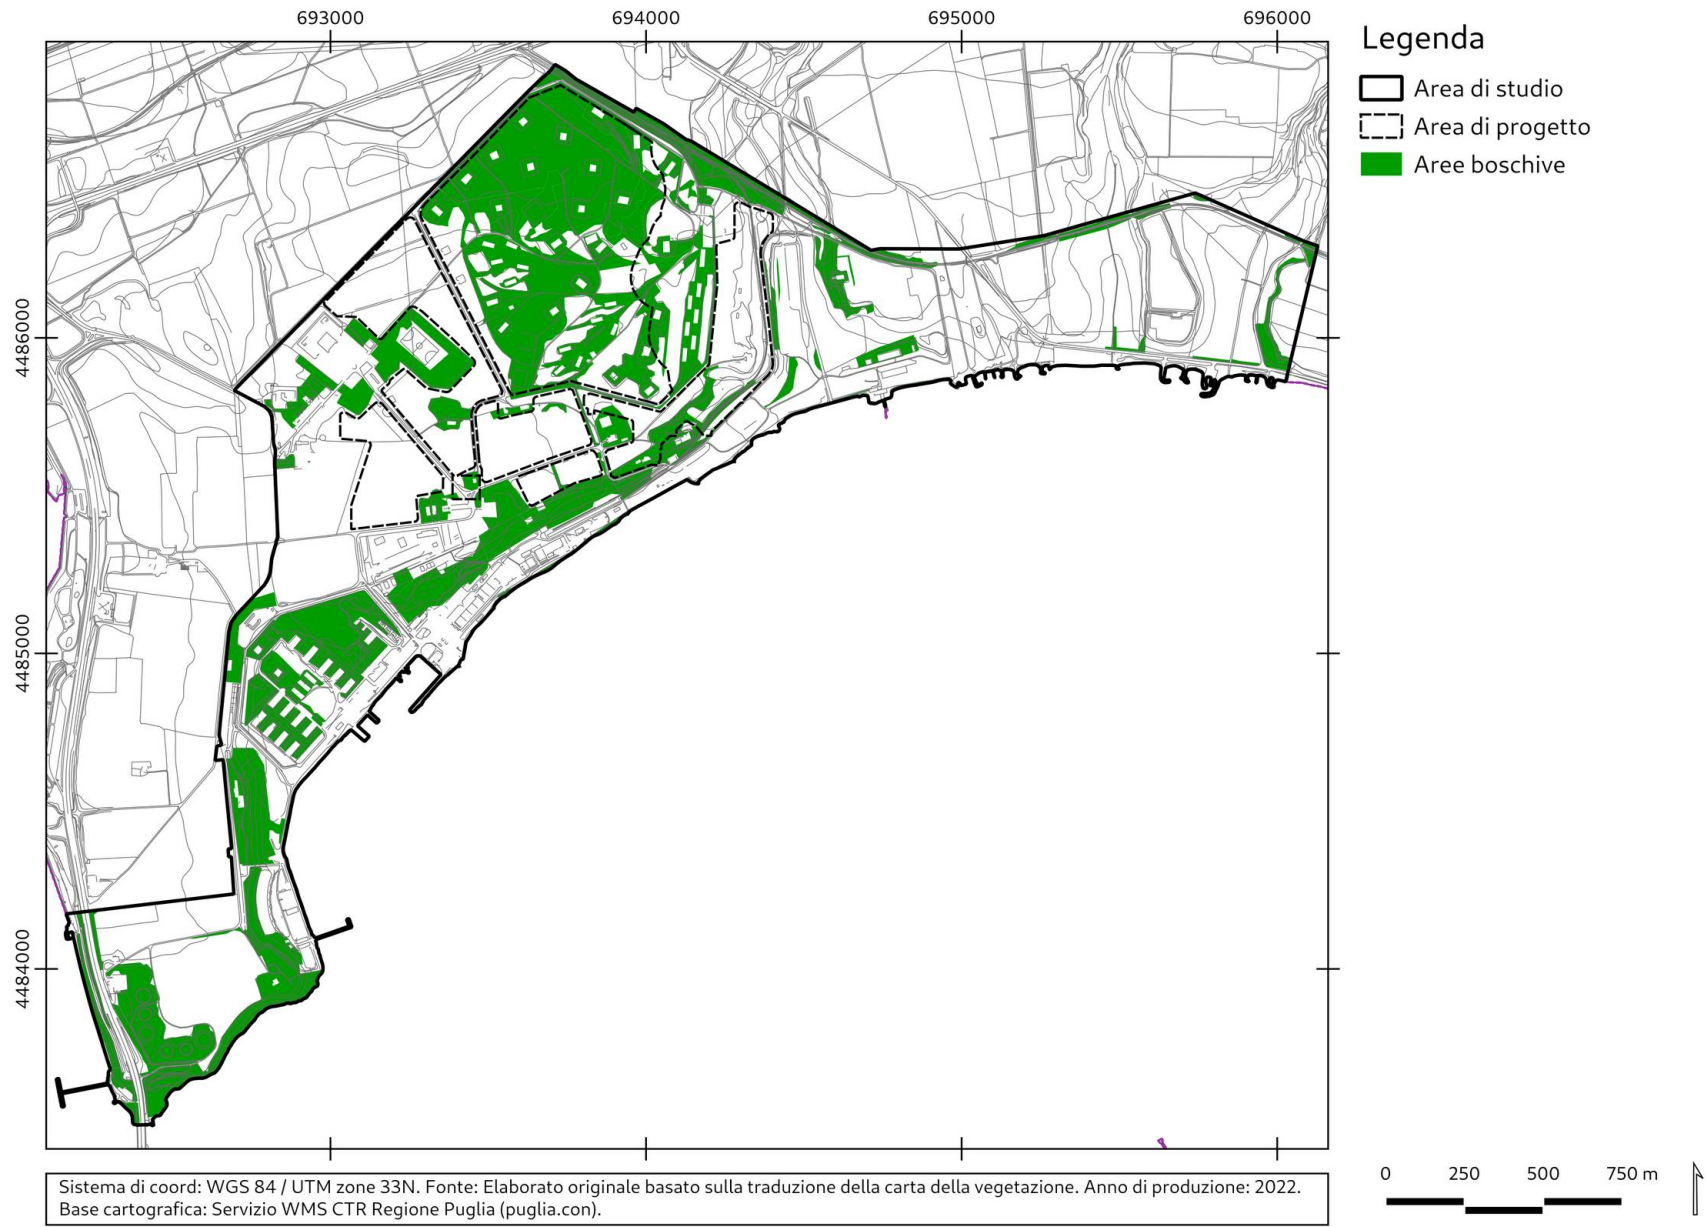 693000 694000 695000 696000
Legenda
Area di studio
Area di progetto
Aree boschive
4486000
4485000
4484000
0 250 500 750 m
Sistema di coord: WGS 84 / UTM zone 33N. Fonte: Elaborato originale basato sulla traduzione della carta della vegetazione. Anno di produzione: 2022.
Base cartografica: Servizio WMS CTR Regione Puglia (puglia.con).